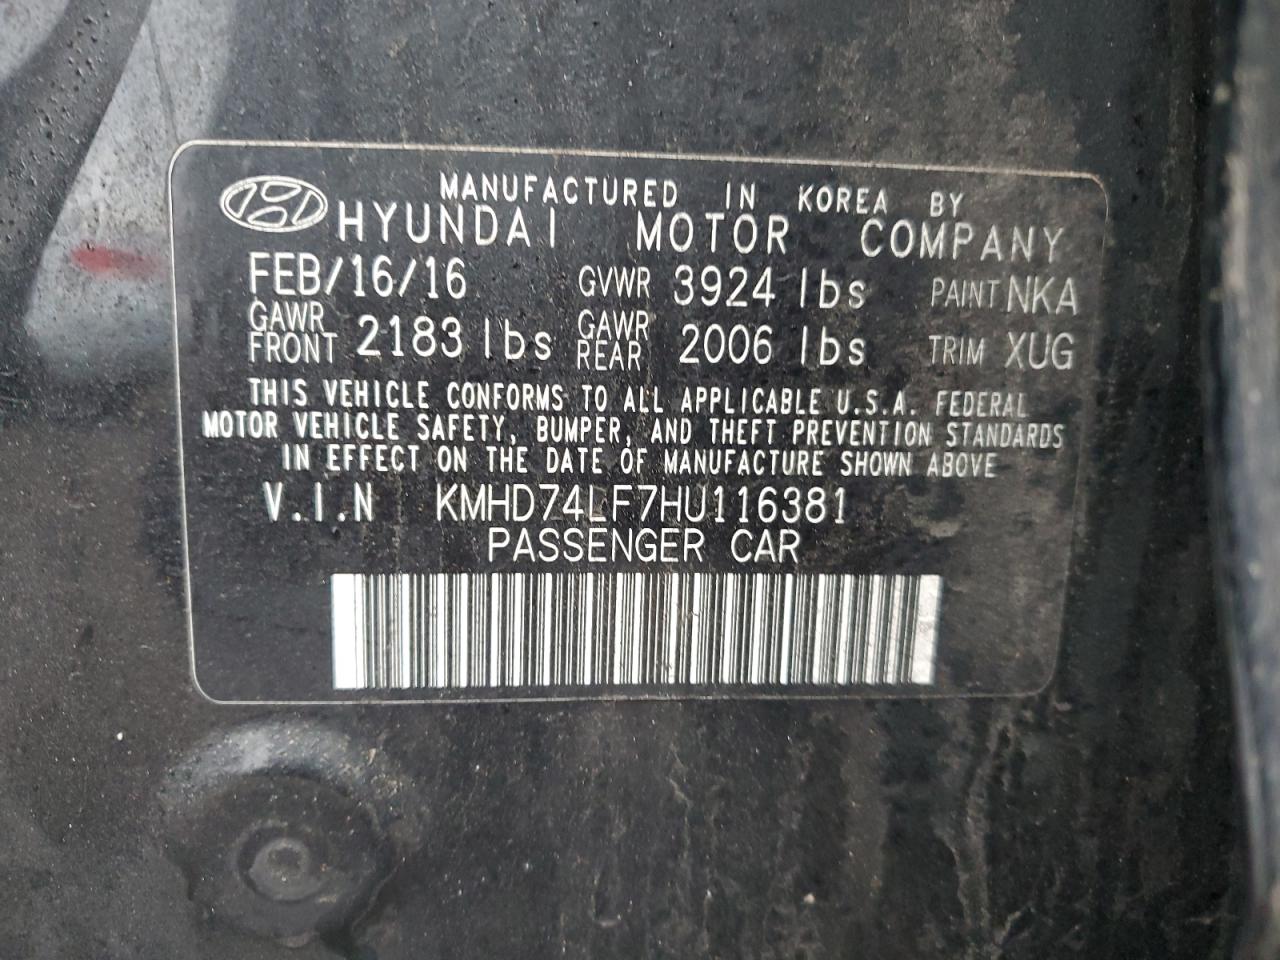 MANUFACTURED IN KOREA BY
HYUNDAI MOTOR COMPANY
FEB/16/16 GVWR 3924 lbs PAINT NKA
GAWR FRONT 2183 lbs GAWR REAR 2006 lbs TRIM XUG
THIS VEHICLE CONFORMS TO ALL APPLICABLE U.S.A. FEDERAL
MOTOR VEHICLE SAFETY, BUMPER, AND THEFT PREVENTION STANDARDS
IN EFFECT ON THE DATE OF MANUFACTURE SHOWN ABOVE
V.I.N KMHD74LF7HU116381
PASSENGER CAR